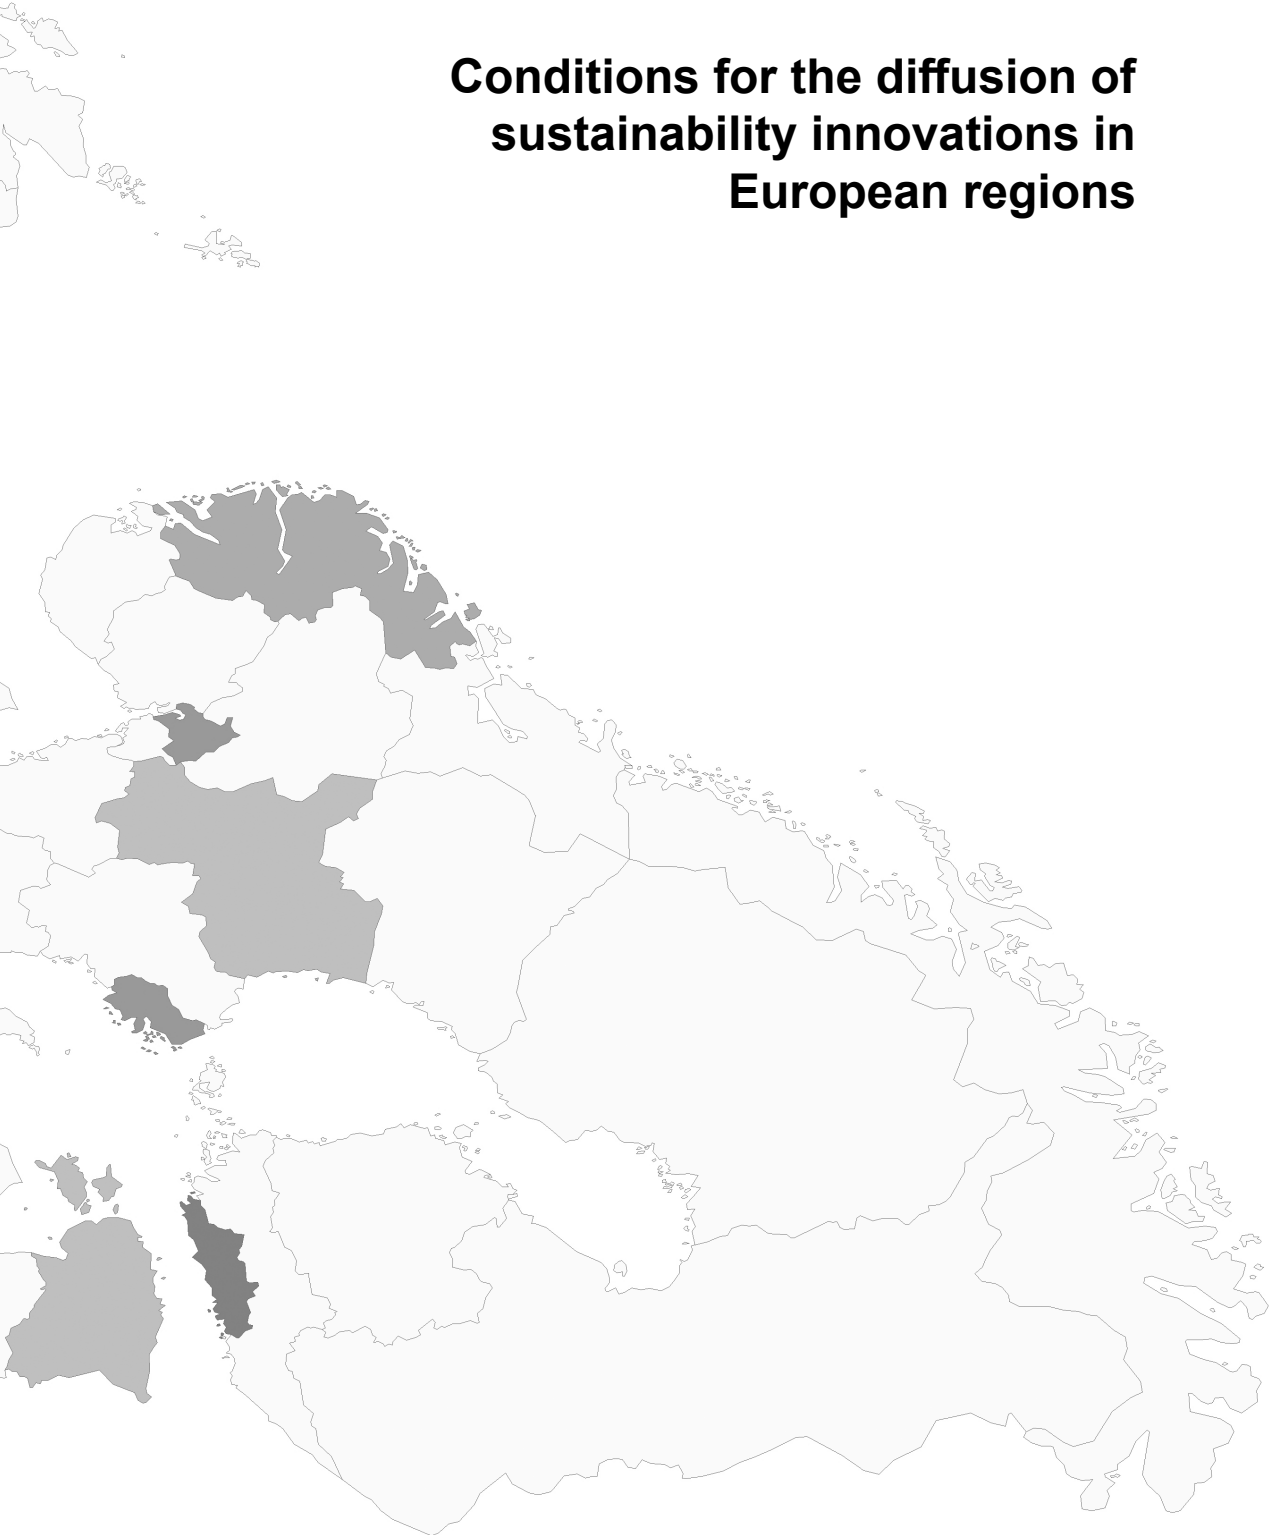 Conditions for the diffusion of
sustainability innovations in
European regions